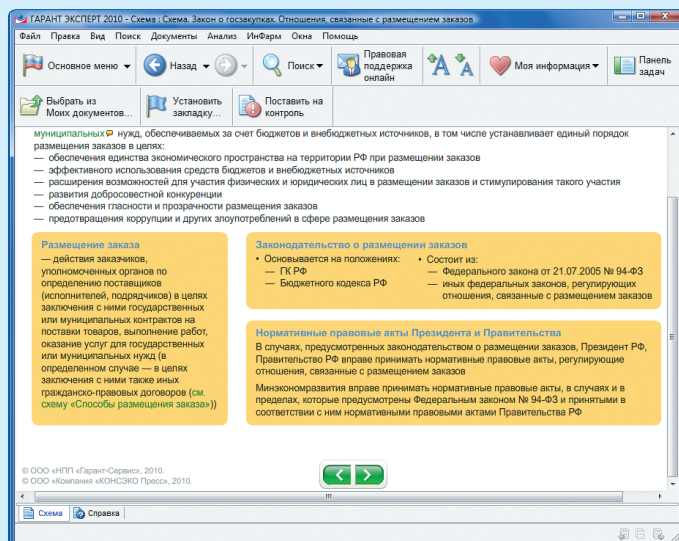 ГАРАНТ ЭКСПЕРТ 2010 - Схема : Схема. Закон о госзакупках. Отношения, связанные с размещением заказов
Файл Правка Вид Поиск Документы Анализ ИнФарм Окна Помощь
Основное меню Назад Поиск Правовая поддержка онлайн А А Моя информация Панель задач
Выбрать из Моих документов... Установить закладку... Поставить на контроль
муниципальных нужд, обеспечиваемых за счет бюджетов и внебюджетных источников, в том числе устанавливает единый порядок
размещения заказов в целях:
— обеспечения единства экономического пространства на территории РФ при размещении заказов
— эффективного использования средств бюджетов и внебюджетных источников
— расширения возможностей для участия физических и юридических лиц в размещении заказов и стимулирования такого участия
— развития добросовестной конкуренции
— обеспечения гласности и прозрачности размещения заказов
— предотвращения коррупции и других злоупотреблений в сфере размещения заказов
Размещение заказа
— действия заказчиков,
уполномоченных органов по
определению поставщиков
(исполнителей, подрядчиков) в целях
заключения с ними государственных
или муниципальных контрактов на
поставки товаров, выполнение работ,
оказание услуг для государственных
или муниципальных нужд (в
определенном случае — в целях
заключения с ними также иных
гражданско-правовых договоров (см.
схему «Способы размещения заказа»))
Законодательство о размещении заказов
• Основывается на положениях:
— ГК РФ
— Бюджетного кодекса РФ
• Состоит из:
— Федерального закона от 21.07.2005 № 94-ФЗ
— иных федеральных законов, регулирующих
отношения, связанные с размещением заказов
Нормативные правовые акты Президента и Правительства
В случаях, предусмотренных законодательством о размещении заказов, Президент РФ,
Правительство РФ вправе принимать нормативные правовые акты, регулирующие
отношения, связанные с размещением заказов
Минэкономразвития вправе принимать нормативные правовые акты, в случаях и в
пределах, которые предусмотрены Федеральным законом № 94-ФЗ и принятыми в
соответствии с ним нормативными правовыми актами Правительства РФ
© ООО «НПП «Гарант-Сервис», 2010.
© ООО «Компания «КОНСЭКО Пресс», 2010.
Схема Справка